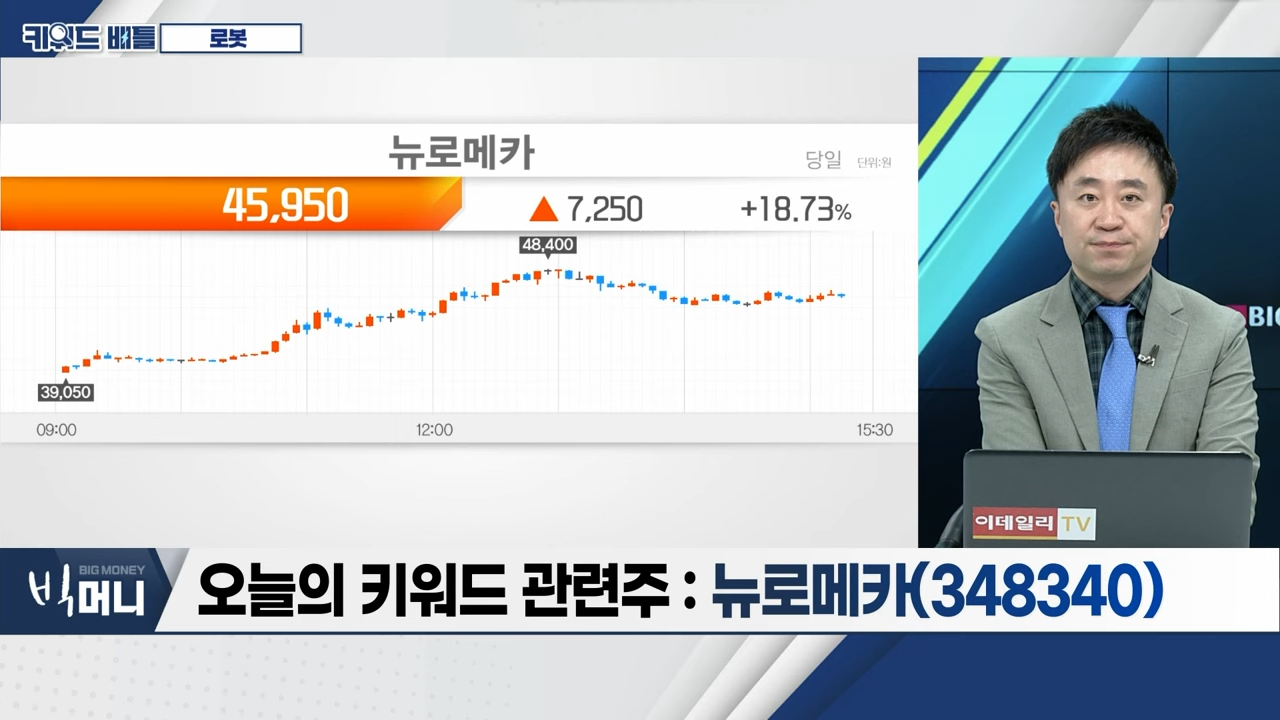 키워드 배틀
로봇
뉴로메카
당일 단위:원
45,950 ▲ 7,250 +18.73%
48,400
39,050
09:00 12:00 15:30
BIG
이데일리 TV
BIG MONEY
빅머니
오늘의 키워드 관련주 : 뉴로메카(348340)